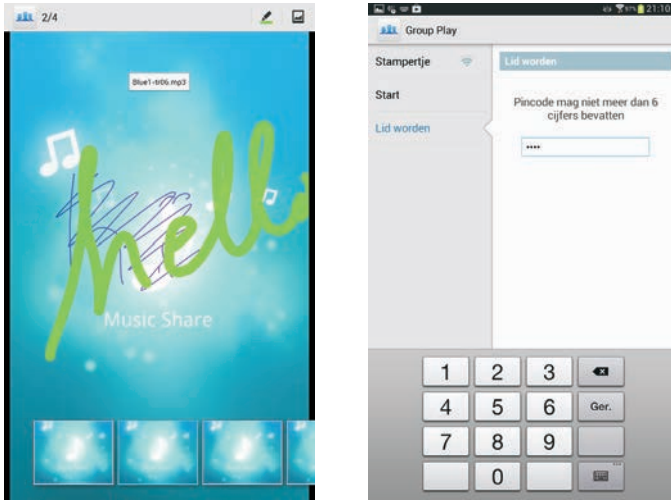 2/4
Blue1-tr06.mp3
hello
Music Share
21:10
Group Play
Stampertje
Start
Lid worden
Lid worden
Pincode mag niet meer dan 6
cijfers bevatten
••••
1 2 3
4 5 6 Ger.
7 8 9
0